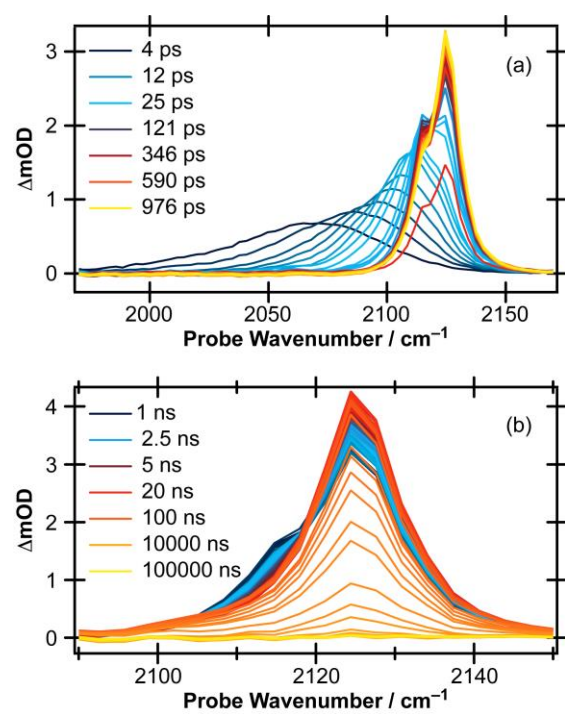 3
2
1
0
ΔmOD
4 ps
12 ps
25 ps
121 ps
346 ps
590 ps
976 ps
(a)
2000
2050
2100
2150
Probe Wavenumber / cm⁻¹
4
3
2
1
0
ΔmOD
1 ns
2.5 ns
5 ns
20 ns
100 ns
10000 ns
100000 ns
(b)
2100
2120
2140
Probe Wavenumber / cm⁻¹